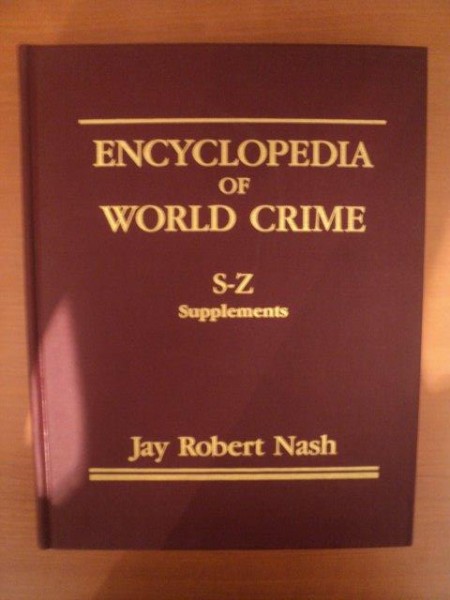 ENCYCLOPEDIA
OF
WORLD CRIME
S-Z
Supplements
Jay Robert Nash